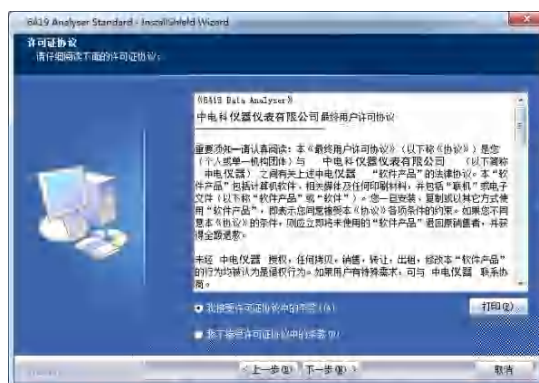 6419 Analyser Standard - InstallShield Wizard
许可证协议
请仔细阅读下面的许可证协议。
《6419 Data Analyser》
中电科仪器仪表有限公司最终用户许可协议
重要须知—请认真阅读：本《最终用户许可协议》（以下称《协议》）是您
（个人或单一机构团体）与 中电科仪器仪表有限公司 （以下简称
中电仪器） 之间有关上述中电仪器 “软件产品”的法律协议。本“软
件产品”包括计算机软件、相关媒体及任何印刷材料，并包括“联机”或电子
文件（以下称“软件产品”或“软件”）。您一旦安装、复制或以其它方式使
用“软件产品”，即表示您同意接受本《协议》各项条件的约束。如果您不同
意本《协议》的条件，则应立即将未使用的“软件产品”退回原销售者，并获
得全额退款。
未经 中电仪器 授权，任何拷贝、销售、转让、出租、修改本“软件产品”
的行为均被认为是侵权行为。如果用户有特殊需求，可与 中电仪器 联系协
商。
我接受许可证协议中的条款(A)
打印(P)
我不接受许可证协议中的条款(D)
< 上一步(B)
下一步(N) >
取消